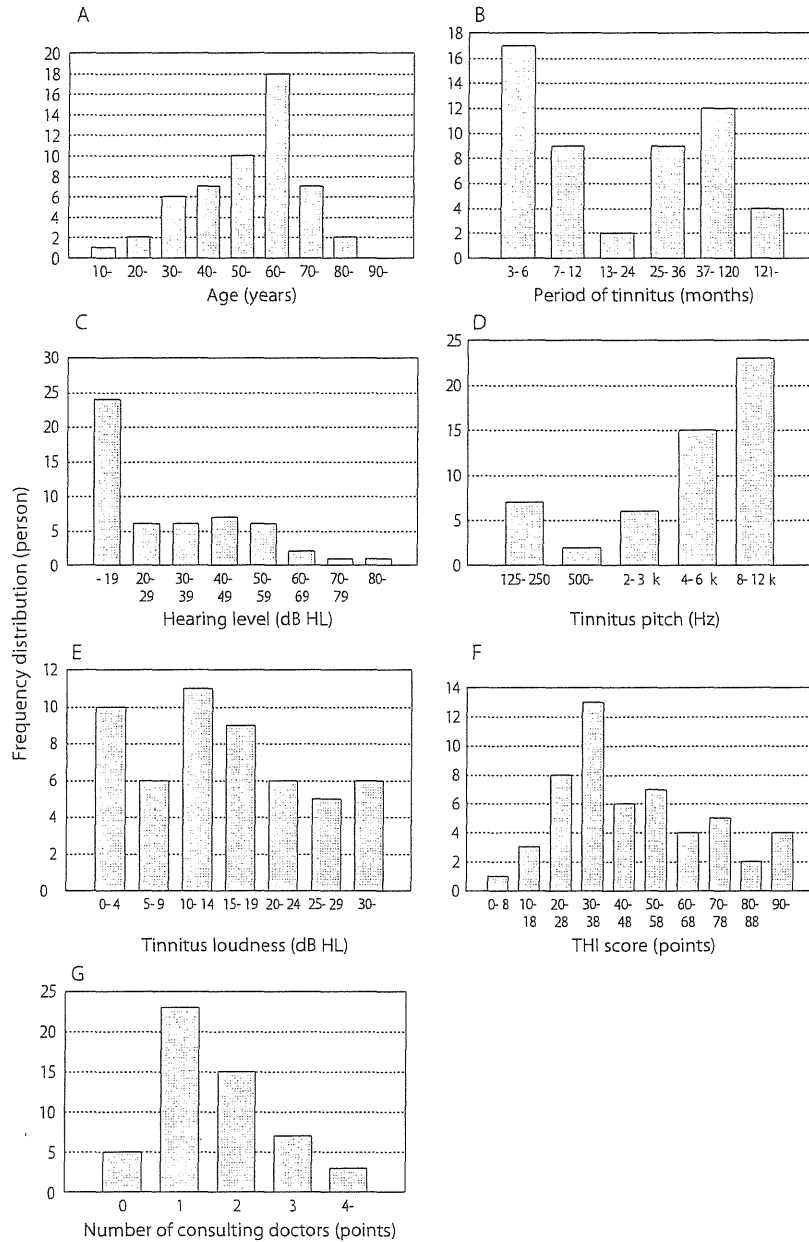 A
20
18
16
14
12
10
8
6
4
2
0
10- 20- 30- 40- 50- 60- 70- 80- 90-
Age (years)
B
18
16
14
12
10
8
6
4
2
0
3-6 7-12 13-24 25-36 37-120 121-
Period of tinnitus (months)
Frequency distribution (person)
C
30
25
20
15
10
5
0
-19 20- 30- 40- 50- 60- 70- 80-
29 39 49 59 69 79
Hearing level (dB HL)
D
25
20
15
10
5
0
125-250 500- 2-3 k 4-6 k 8-12 k
Tinnitus pitch (Hz)
E
12
10
8
6
4
2
0
0-4 5-9 10-14 15-19 20-24 25-29 30-
Tinnitus loudness (dB HL)
F
14
12
10
8
6
4
2
0
0-8 10- 20- 30- 40- 50- 60- 70- 80- 90-
18 28 38 48 58 68 78 88
THI score (points)
G
25
20
15
10
5
0
0 1 2 3 4-
Number of consulting doctors (points)